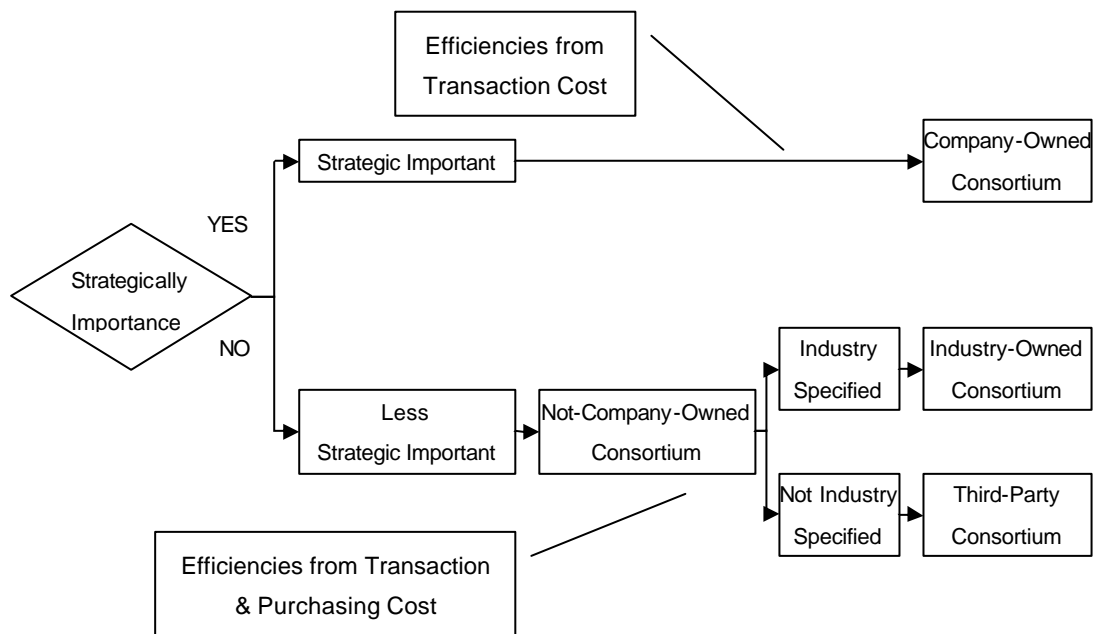 Efficiencies from
Transaction Cost
Strategic Important
Company-Owned
Consortium
YES
Strategically
Importance
NO
Less
Strategic Important
Not-Company-Owned
Consortium
Industry
Specified
Industry-Owned
Consortium
Not Industry
Specified
Third-Party
Consortium
Efficiencies from Transaction
& Purchasing Cost